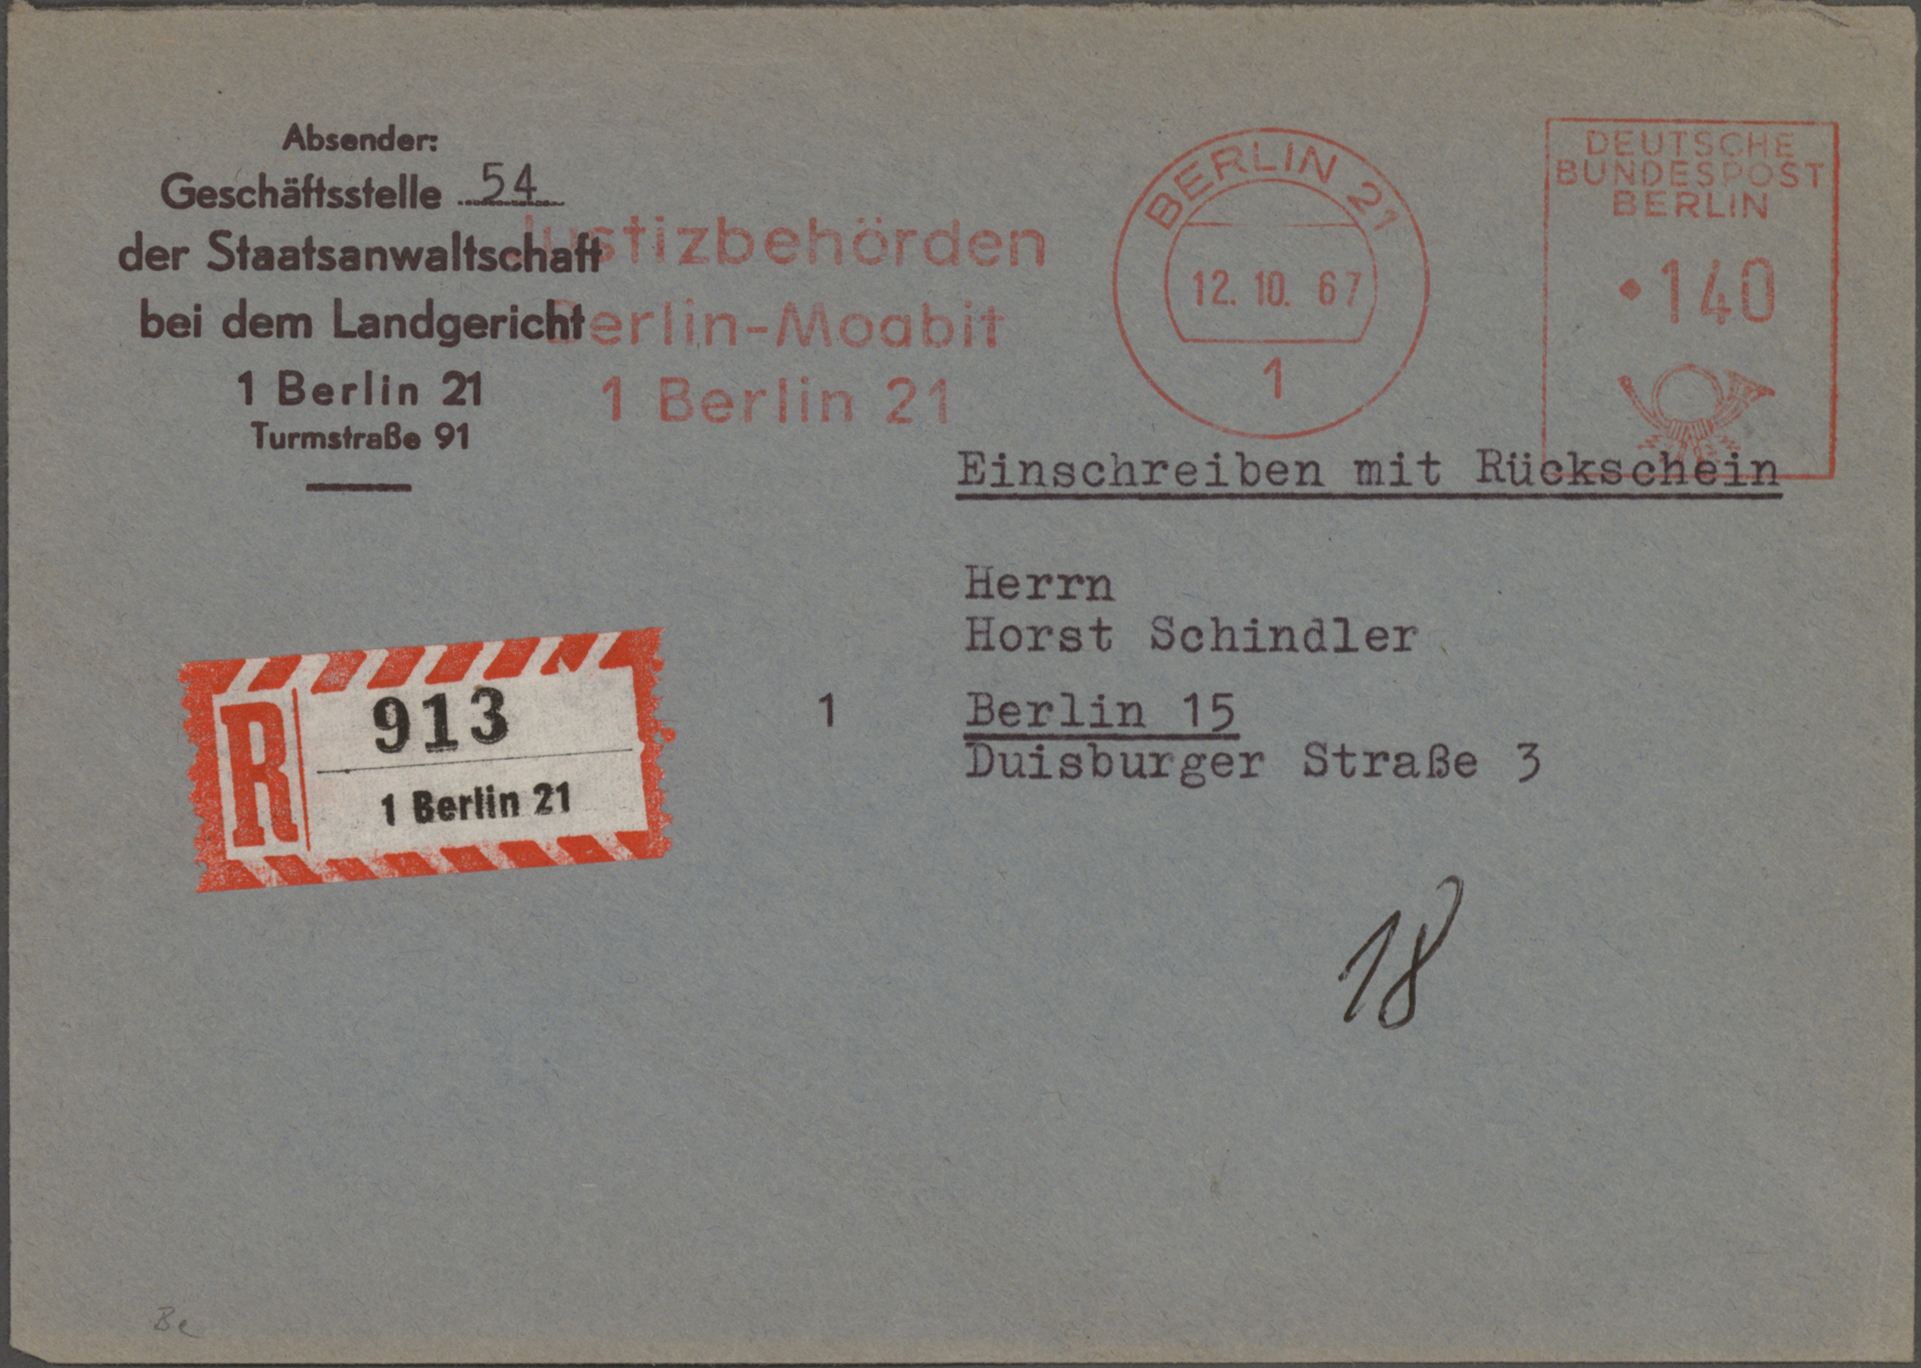 Absender:
Geschäftsstelle 54
der Staatsanwaltschaft
bei dem Landgericht
1 Berlin 21
Turmstraße 91
Justizbehörden
Berlin-Moabit
1 Berlin 21
BERLIN 21
12. 10. 67
1
DEUTSCHE
BUNDESPOST
BERLIN
140
Einschreiben mit Rückschein
Herrn
Horst Schindler
1 Berlin 15
Duisburger Straße 3
R 913
1 Berlin 21
18
Be